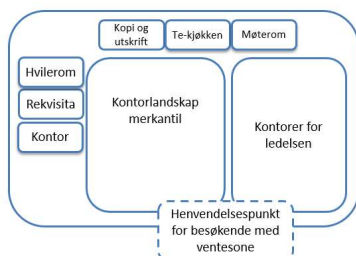 Kopi og
utskrift
Te-kjøkken
Møterom
Hvilerom
Rekvisita
Kontor
Kontorlandskap
merkantil
Kontorer for
ledelsen
Henvendelsespunkt
for besøkende med
ventesone